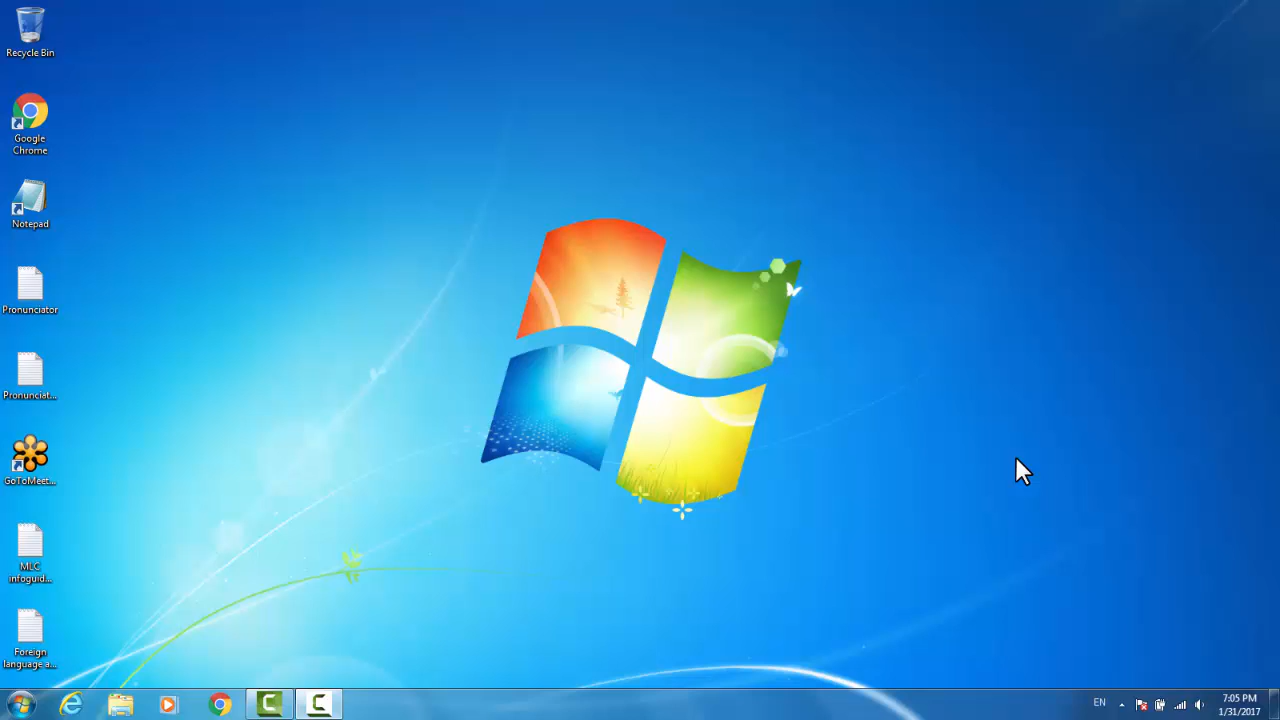 Recycle Bin
Google
Chrome
Notepad
Pronunciator
Pronunciat...
GoToMeet...
MLC
infoguid...
Foreign
language a...
EN
7:05 PM
1/31/2017